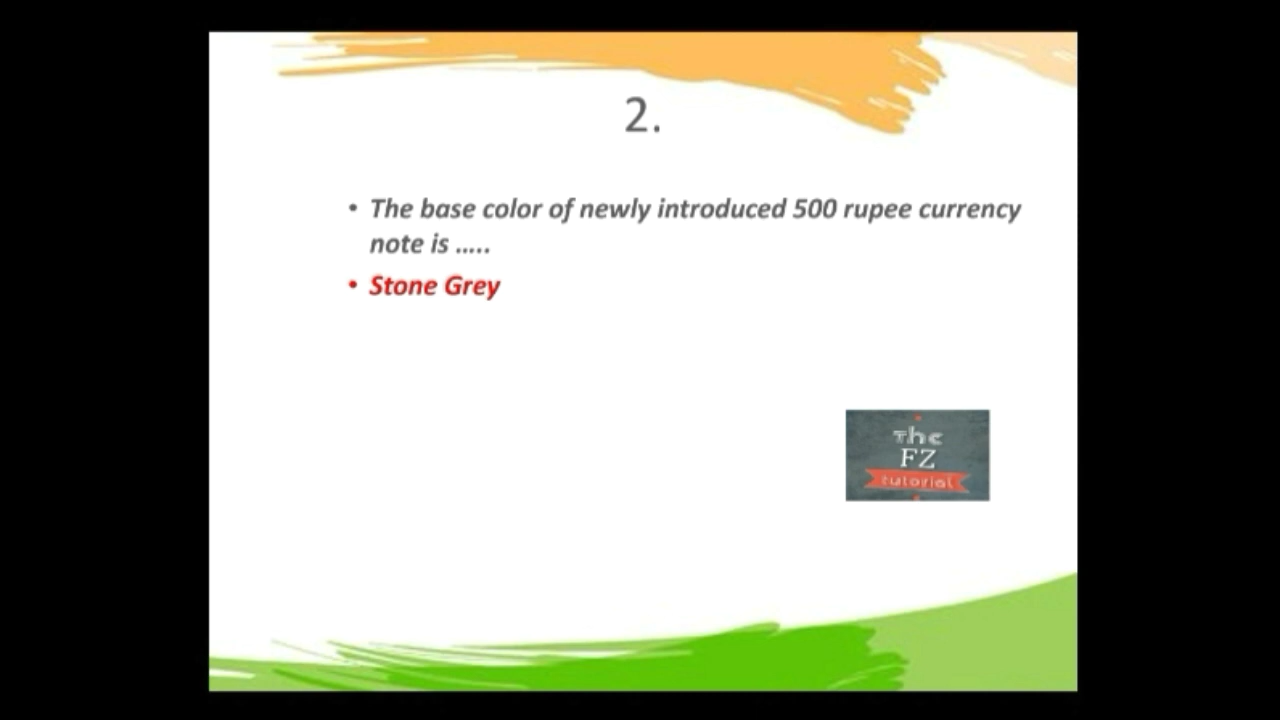 2.
• The base color of newly introduced 500 rupee currency
note is …..
• Stone Grey
The
FZ
tutorial